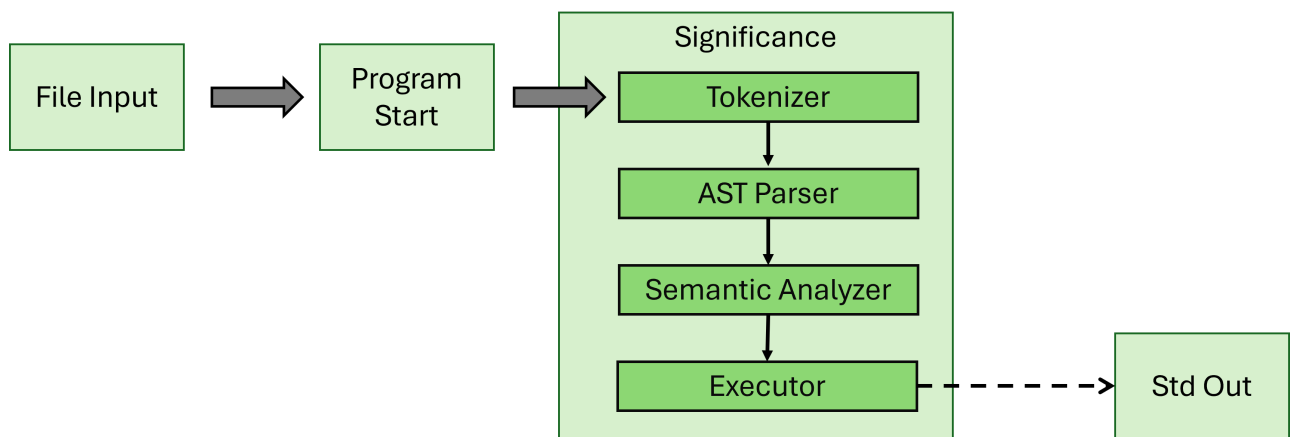 File Input
Program
Start
Significance
Tokenizer
AST Parser
Semantic Analyzer
Executor
Std Out